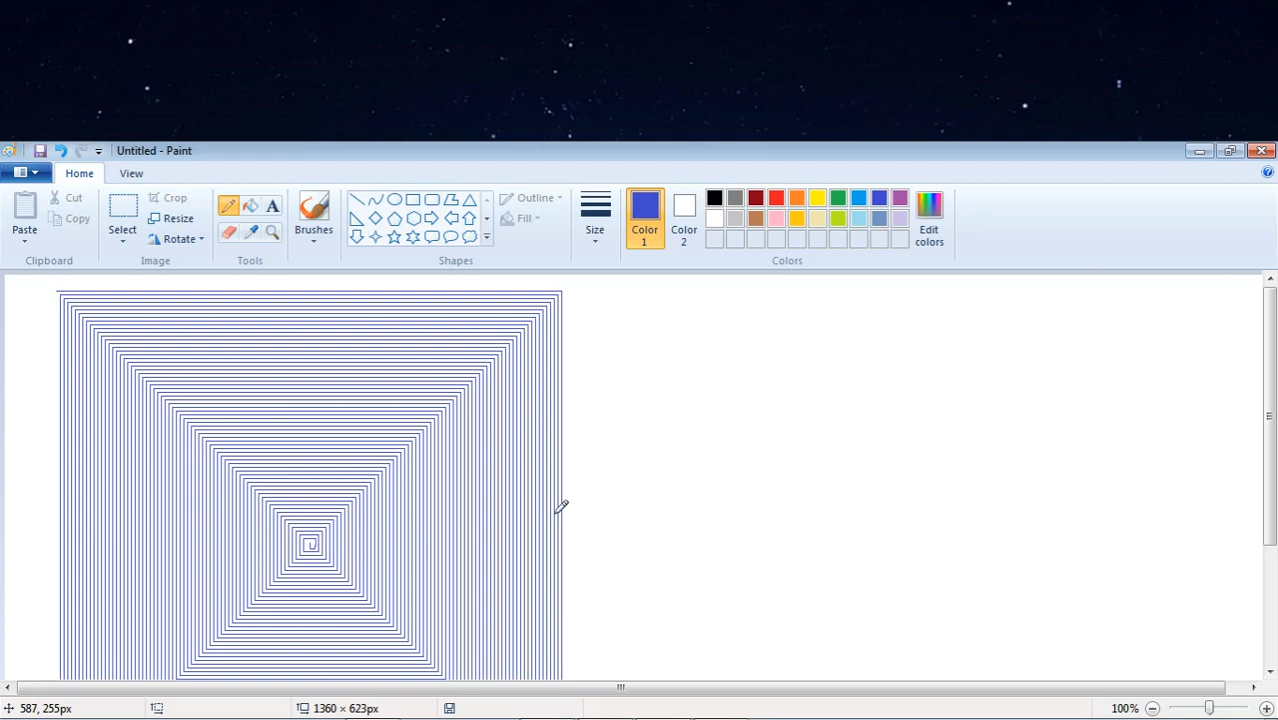 Untitled - Paint
Home View
Paste
Cut
Copy
Clipboard
Select
Crop
Resize
Rotate
Image
A
Tools
Brushes
Outline
Fill
Shapes
Size
Color
1
Color
2
Edit
colors
Colors
587, 255px
1360 × 623px
100%